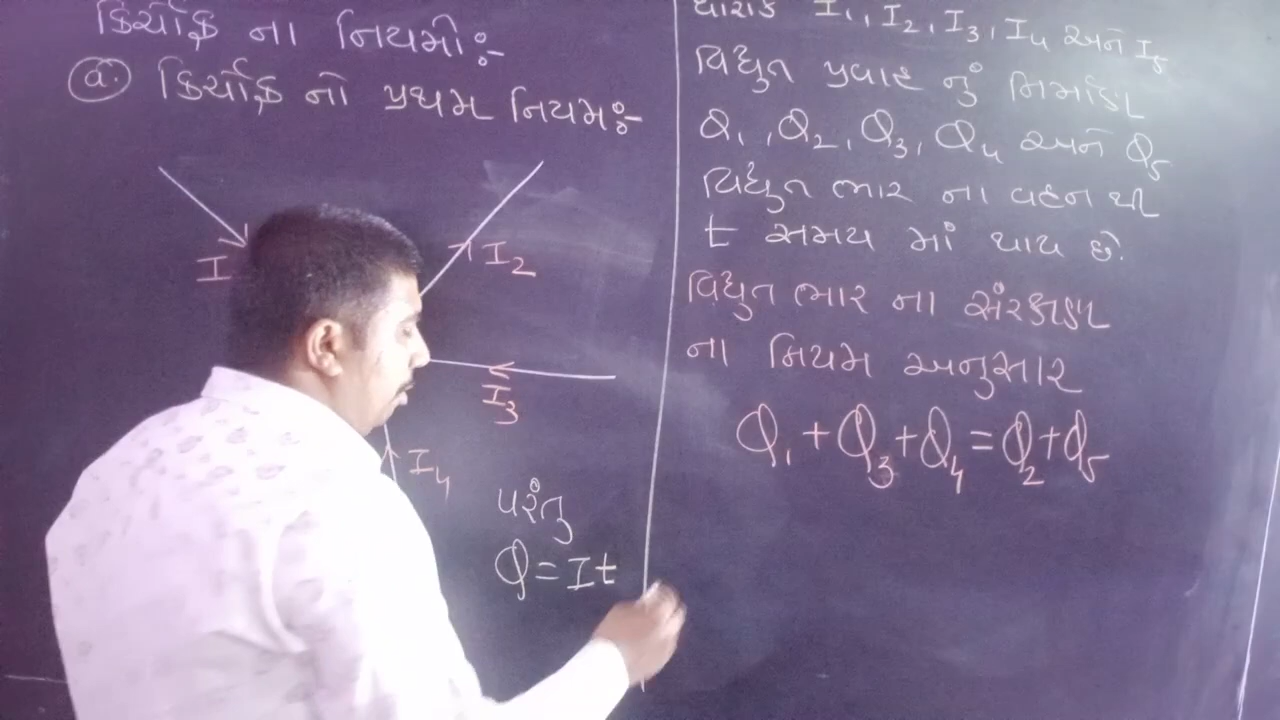 કિર્ચોફ ના નિયમો:-
a. કિર્ચોફ નો પ્રથમ નિયમ:-
I
I2
I3
I4
પરંતુ
Q=It
ધારોકે I1, I2, I3, I4 અને I5
વિધુત પ્રવાહ નું નિર્માણ
Q1, Q2, Q3, Q4 અને Q5
વિધુત ભાર ના વહન થી
t સમય માં થાય છે.
વિધુત ભાર ના સંરક્ષણ
ના નિયમ અનુસાર
Q1+Q3+Q4=Q2+Q5